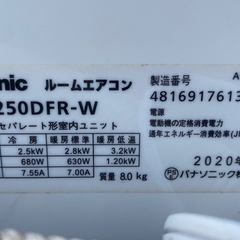 nic ルームエアコン
250DFR-W
セパレート形室内ユニット
冷房 暖房標準 暖房
2.5kW 2.8kW 3.2kW
680W 630W 1.20kW
7.55A 7.00A
質量 8.0kg
製造番号
4816917613
電源
電動機の定格消費電力
通年エネルギー消費効率(J
2020年
パナソニック株